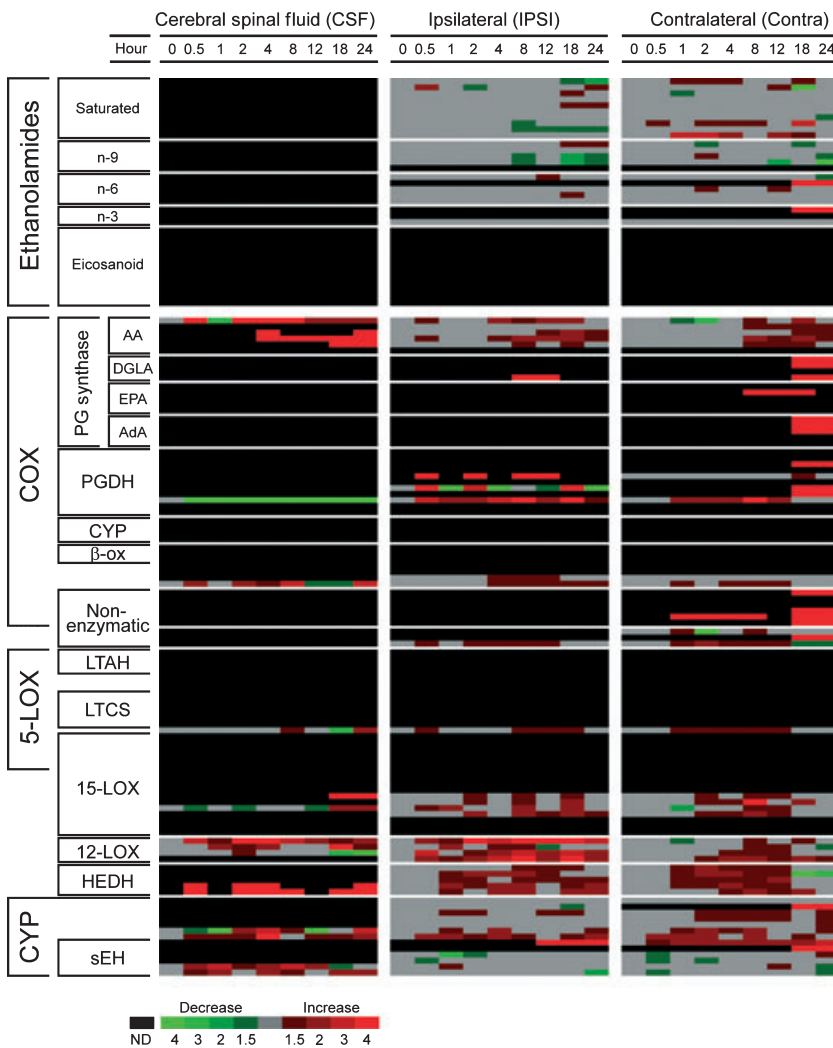 Cerebral spinal fluid (CSF) Ipsilateral (IPSI) Contralateral (Contra)
Hour 0 0.5 1 2 4 8 12 18 24 0 0.5 1 2 4 8 12 18 24 0 0.5 1 2 4 8 12 18 24
Ethanolamides
Saturated
n-9
n-6
n-3
Eicosanoid
COX
PG synthase
AA
DGLA
EPA
AdA
PGDH
CYP
β-ox
Non-
enzymatic
5-LOX
LTAH
LTCS
15-LOX
12-LOX
HEDH
CYP
sEH
Decrease Increase
ND 4 3 2 1.5 1.5 2 3 4